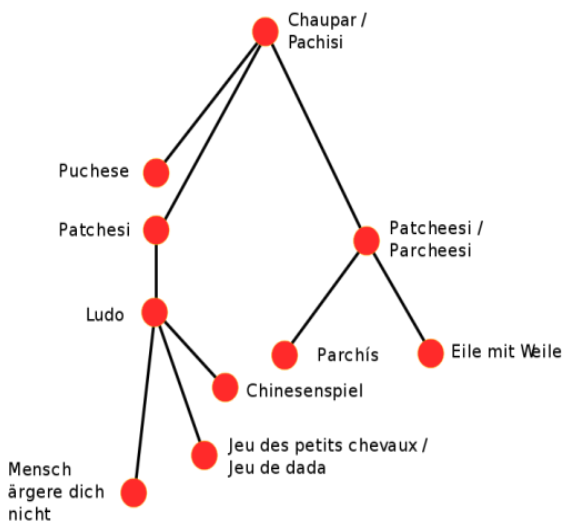 Chaupar /
Pachisi
Puchese
Patchesi
Patcheesi /
Parcheesi
Ludo
Parchís
Eile mit Weile
Chinesenspiel
Jeu des petits chevaux /
Jeu de dada
Mensch
ärgere dich
nicht